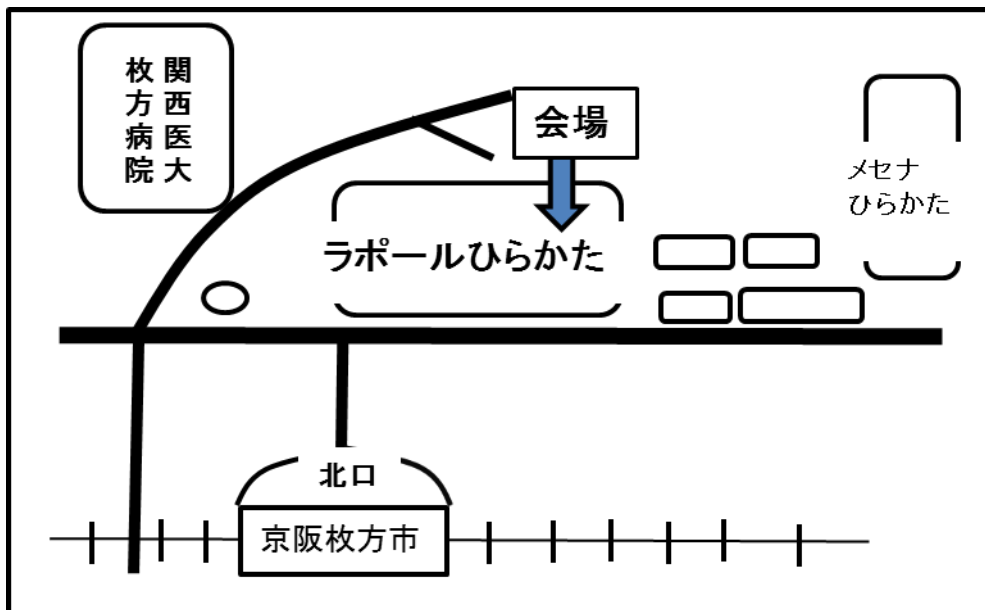 関西医大
枚方病院
会場
メセナ
ひらかた
ラポールひらかた
北口
京阪枚方市